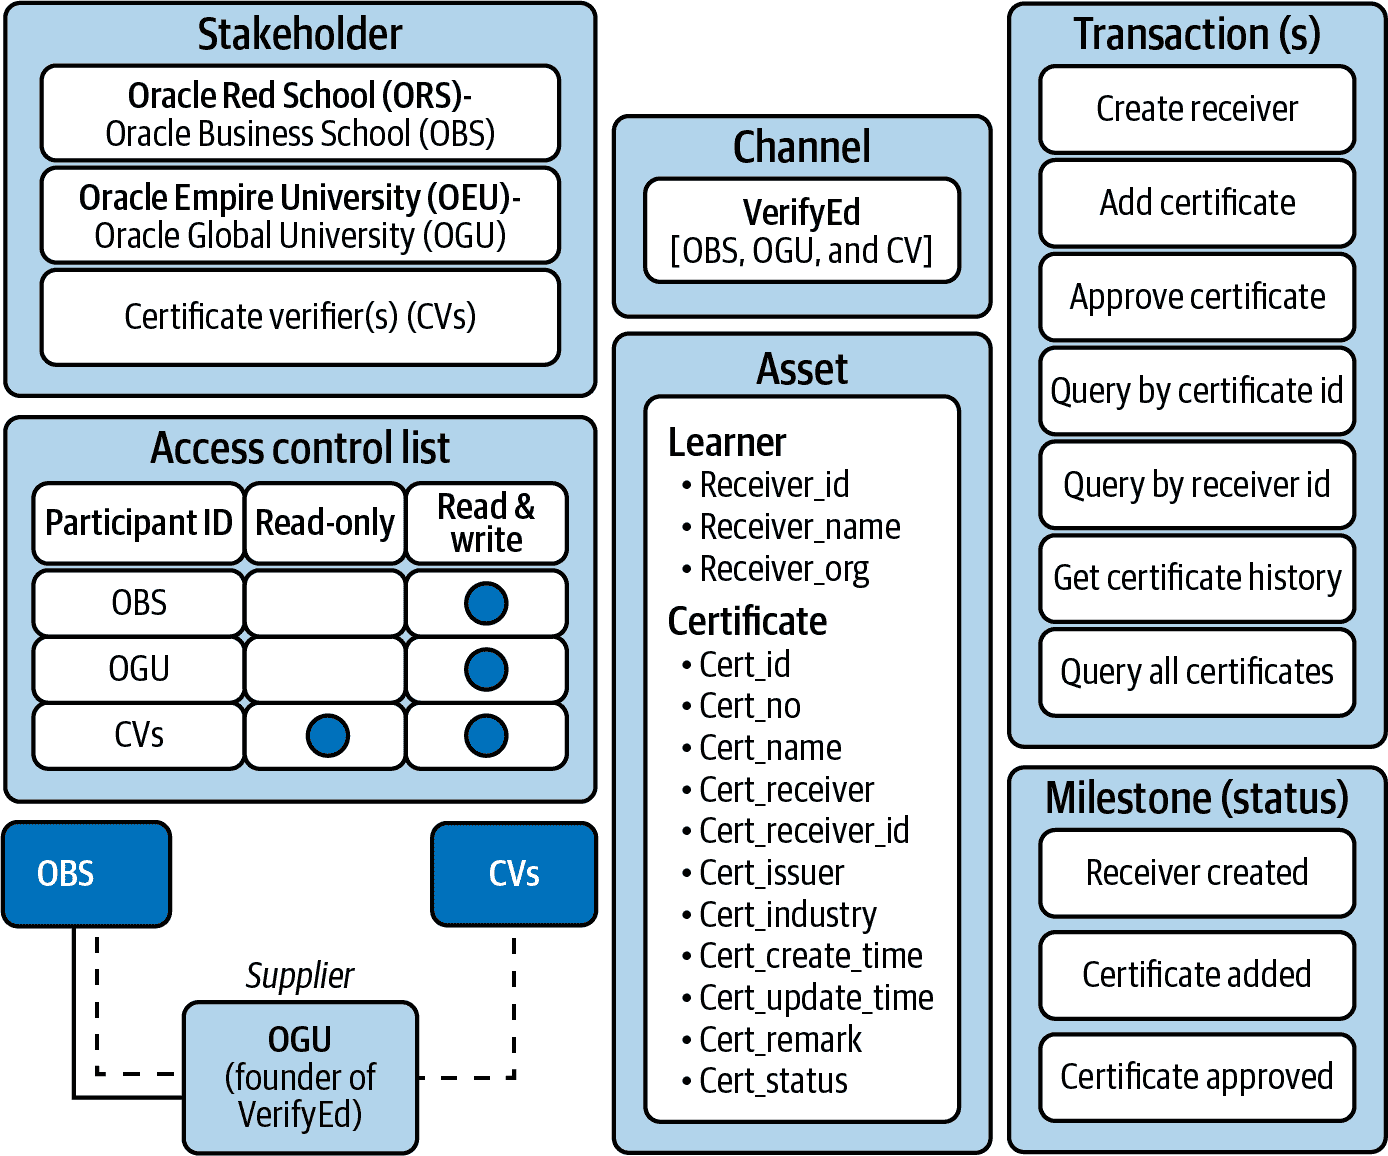 Stakeholder
Oracle Red School (ORS)-
Oracle Business School (OBS)
Oracle Empire University (OEU)-
Oracle Global University (OGU)
Certificate verifier(s) (CVs)
Access control list
Participant ID
Read-only
Read &
write
OBS
OGU
CVs
OBS
CVs
Supplier
OGU
(founder of
VerifyEd)
Channel
VerifyEd
[OBS, OGU, and CV]
Asset
Learner
• Receiver_id
• Receiver_name
• Receiver_org
Certificate
• Cert_id
• Cert_no
• Cert_name
• Cert_receiver
• Cert_receiver_id
• Cert_issuer
• Cert_industry
• Cert_create_time
• Cert_update_time
• Cert_remark
• Cert_status
Transaction (s)
Create receiver
Add certificate
Approve certificate
Query by certificate id
Query by receiver id
Get certificate history
Query all certificates
Milestone (status)
Receiver created
Certificate added
Certificate approved